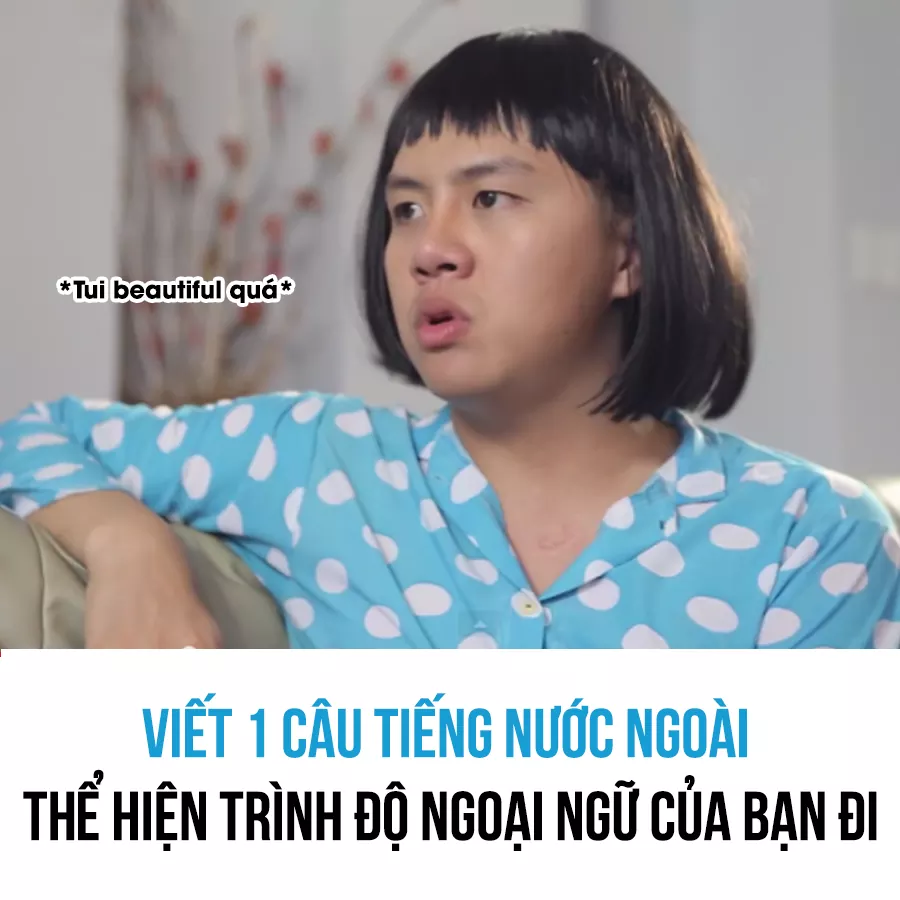 *Tui beautiful quá*
VIẾT 1 CÂU TIẾNG NƯỚC NGOÀI
THỂ HIỆN TRÌNH ĐỘ NGOẠI NGỮ CỦA BẠN ĐI